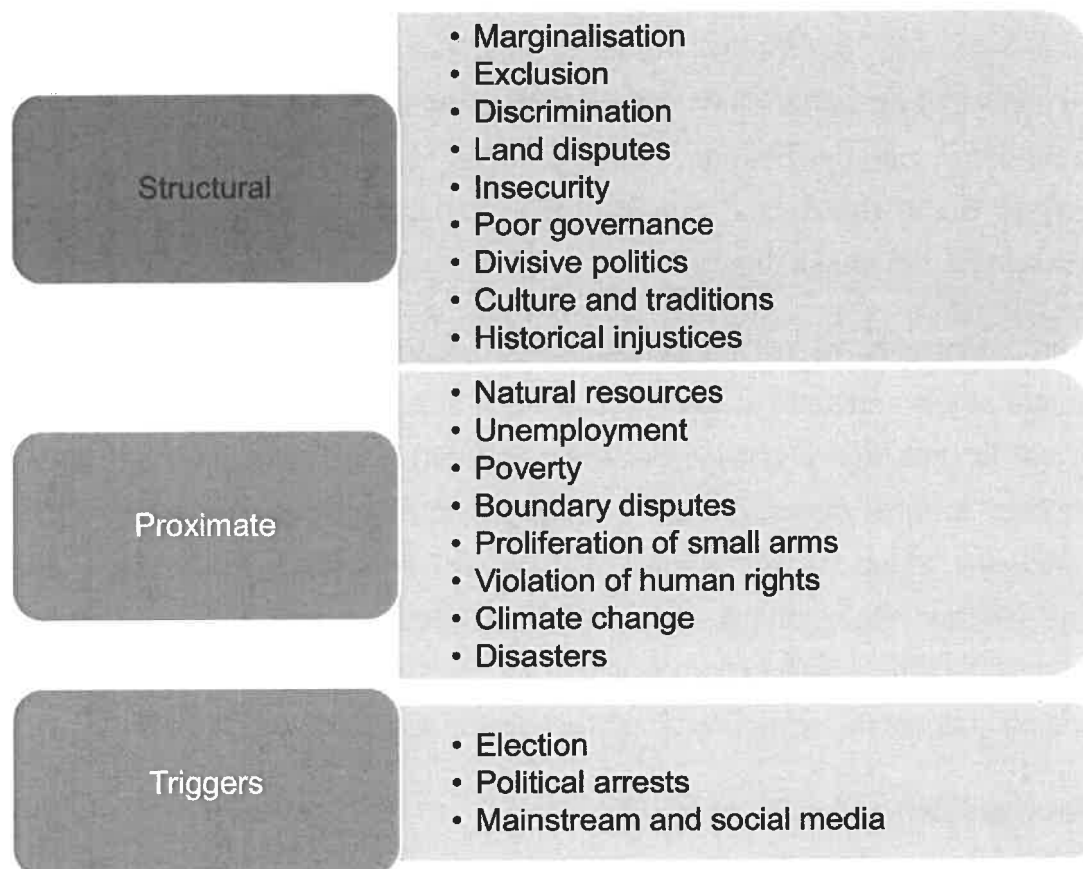 Structural
• Marginalisation
• Exclusion
• Discrimination
• Land disputes
• Insecurity
• Poor governance
• Divisive politics
• Culture and traditions
• Historical injustices
Proximate
• Natural resources
• Unemployment
• Poverty
• Boundary disputes
• Proliferation of small arms
• Violation of human rights
• Climate change
• Disasters
Triggers
• Election
• Political arrests
• Mainstream and social media